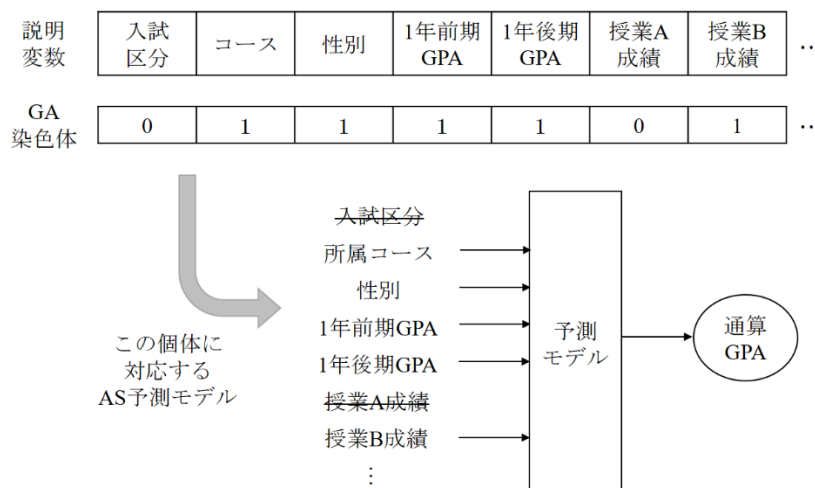 説明
変数
入試
区分
コース
性別
1年前期
GPA
1年後期
GPA
授業A
成績
授業B
成績
‥
GA
染色体
0
1
1
1
1
0
1
‥
入試区分
所属コース
性別
1年前期GPA
1年後期GPA
授業A成績
授業B成績
⋮
この個体に
対応する
AS予測モデル
予測
モデル
通算
GPA